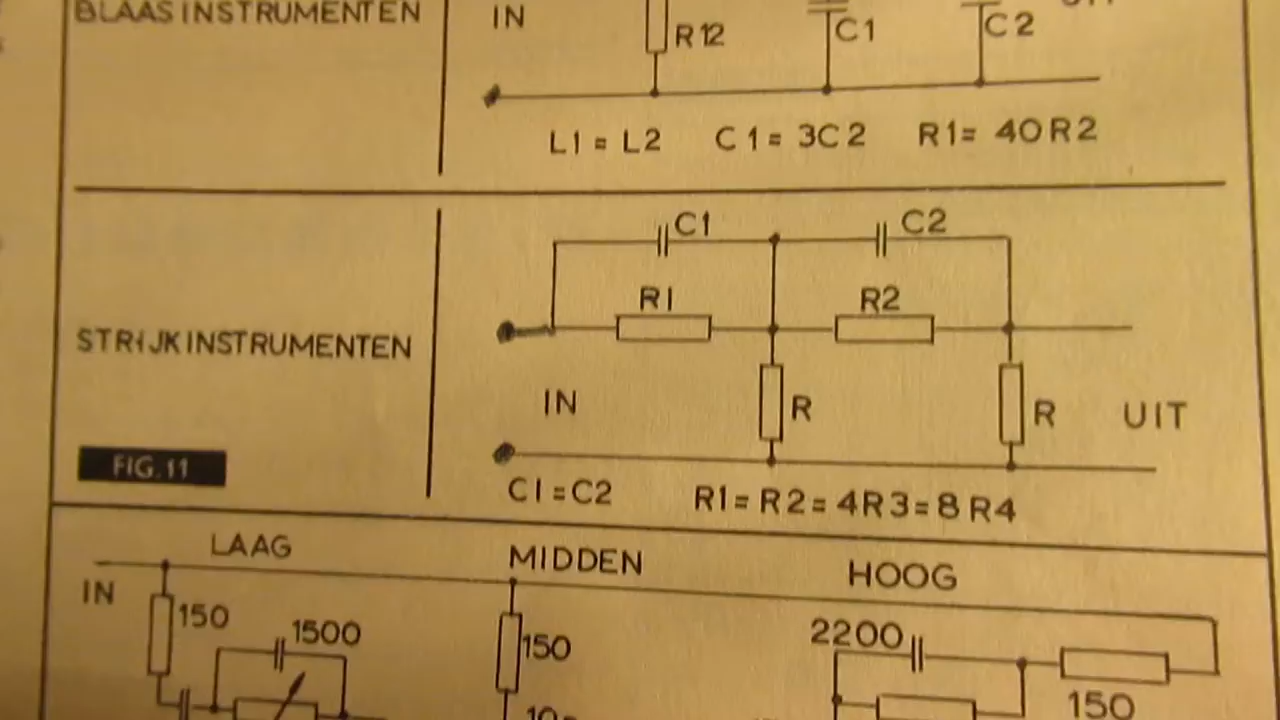 BLAASINSTRUMENTEN
IN
R12
C1
C2
L1 = L2 C1 = 3C2 R1 = 40R2
C1
C2
R1
R2
STRIJKINSTRUMENTEN
IN
R
R
UIT
FIG. 11
C1 = C2 R1 = R2 = 4R3 = 8R4
LAAG
MIDDEN
HOOG
IN
150
1500
150
2200
150